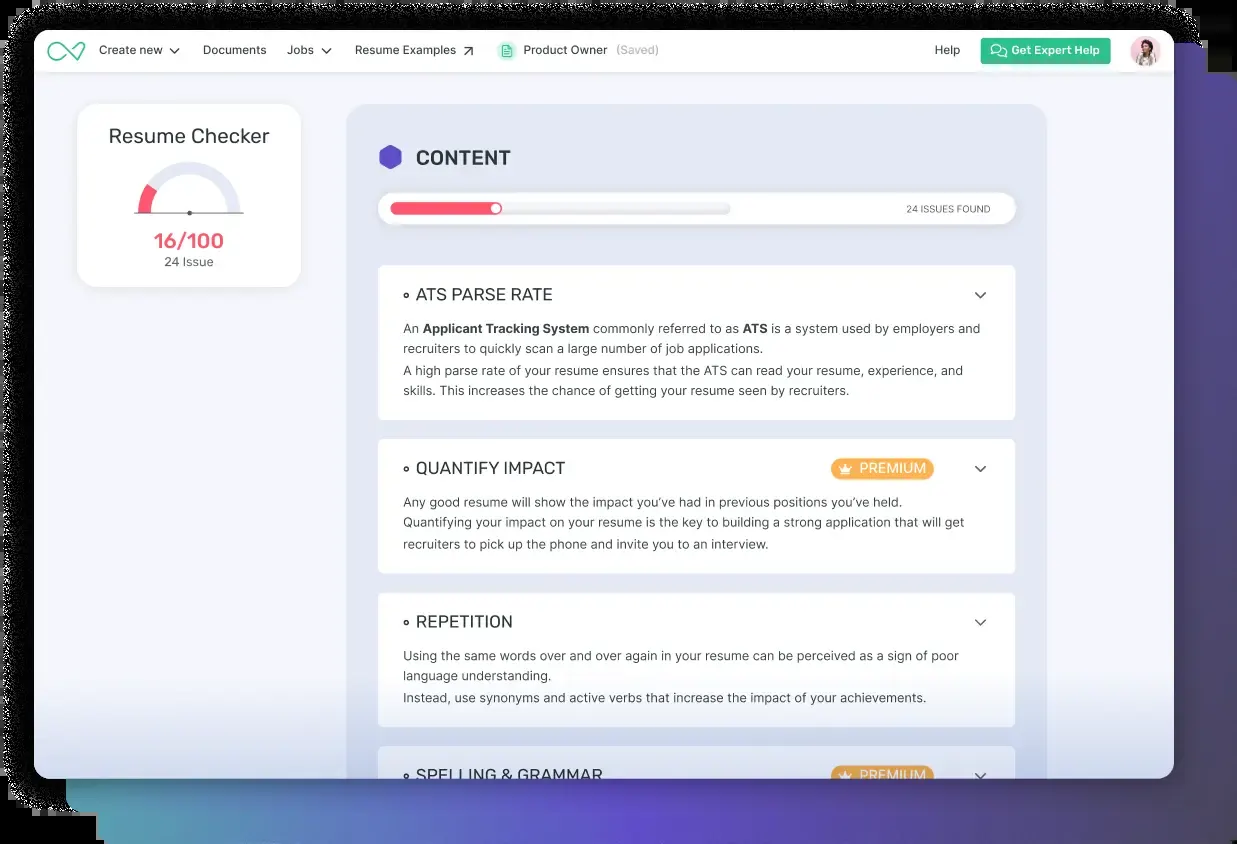 Create new Documents Jobs Resume Examples Product Owner (Saved) Help Get Expert Help
Resume Checker
16/100
24 Issue
CONTENT
24 ISSUES FOUND
ATS PARSE RATE
An Applicant Tracking System commonly referred to as ATS is a system used by employers and
recruiters to quickly scan a large number of job applications.
A high parse rate of your resume ensures that the ATS can read your resume, experience, and
skills. This increases the chance of getting your resume seen by recruiters.
QUANTIFY IMPACT PREMIUM
Any good resume will show the impact you’ve had in previous positions you’ve held.
Quantifying your impact on your resume is the key to building a strong application that will get
recruiters to pick up the phone and invite you to an interview.
REPETITION
Using the same words over and over again in your resume can be perceived as a sign of poor
language understanding.
Instead, use synonyms and active verbs that increase the impact of your achievements.
SPELLING & GRAMMAR PREMIUM